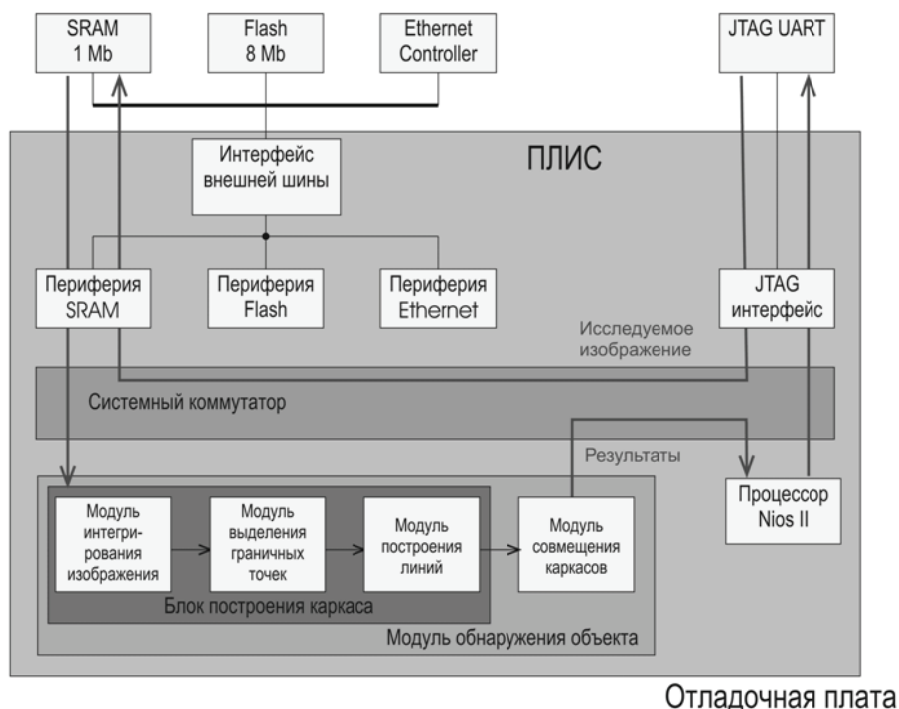 SRAM
1 Mb
Flash
8 Mb
Ethernet
Controller
JTAG UART
Интерфейс
внешней шины
ПЛИС
Периферия
SRAM
Периферия
Flash
Периферия
Ethernet
JTAG
интерфейс
Исследуемое
изображение
Системный коммутатор
Результаты
Процессор
Nios II
Модуль
интегри-
рования
изображения
Модуль
выделения
граничных
точек
Модуль
построения
линий
Модуль
совмещения
каркасов
Блок построения каркаса
Модуль обнаружения объекта
Отладочная плата